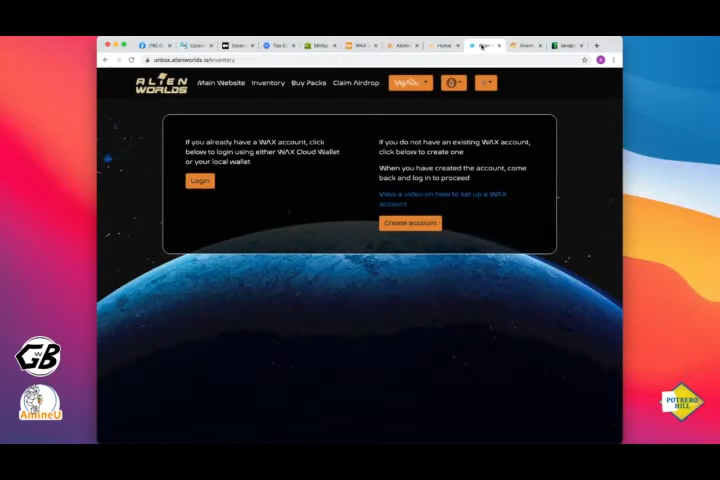 Home
unbox.alienworlds.io/inventory
ALIEN
WORLDS
Main Website
Inventory
Buy Packs
Claim Airdrop
WAX
If you already have a WAX account, click
below to login using either WAX Cloud Wallet
or your local wallet
Login
If you do not have an existing WAX account,
click below to create one
When you have created the account, come
back and log in to proceed
View a video on how to set up a WAX
account
Create account
GB
AmineU
POTRERO
HILL